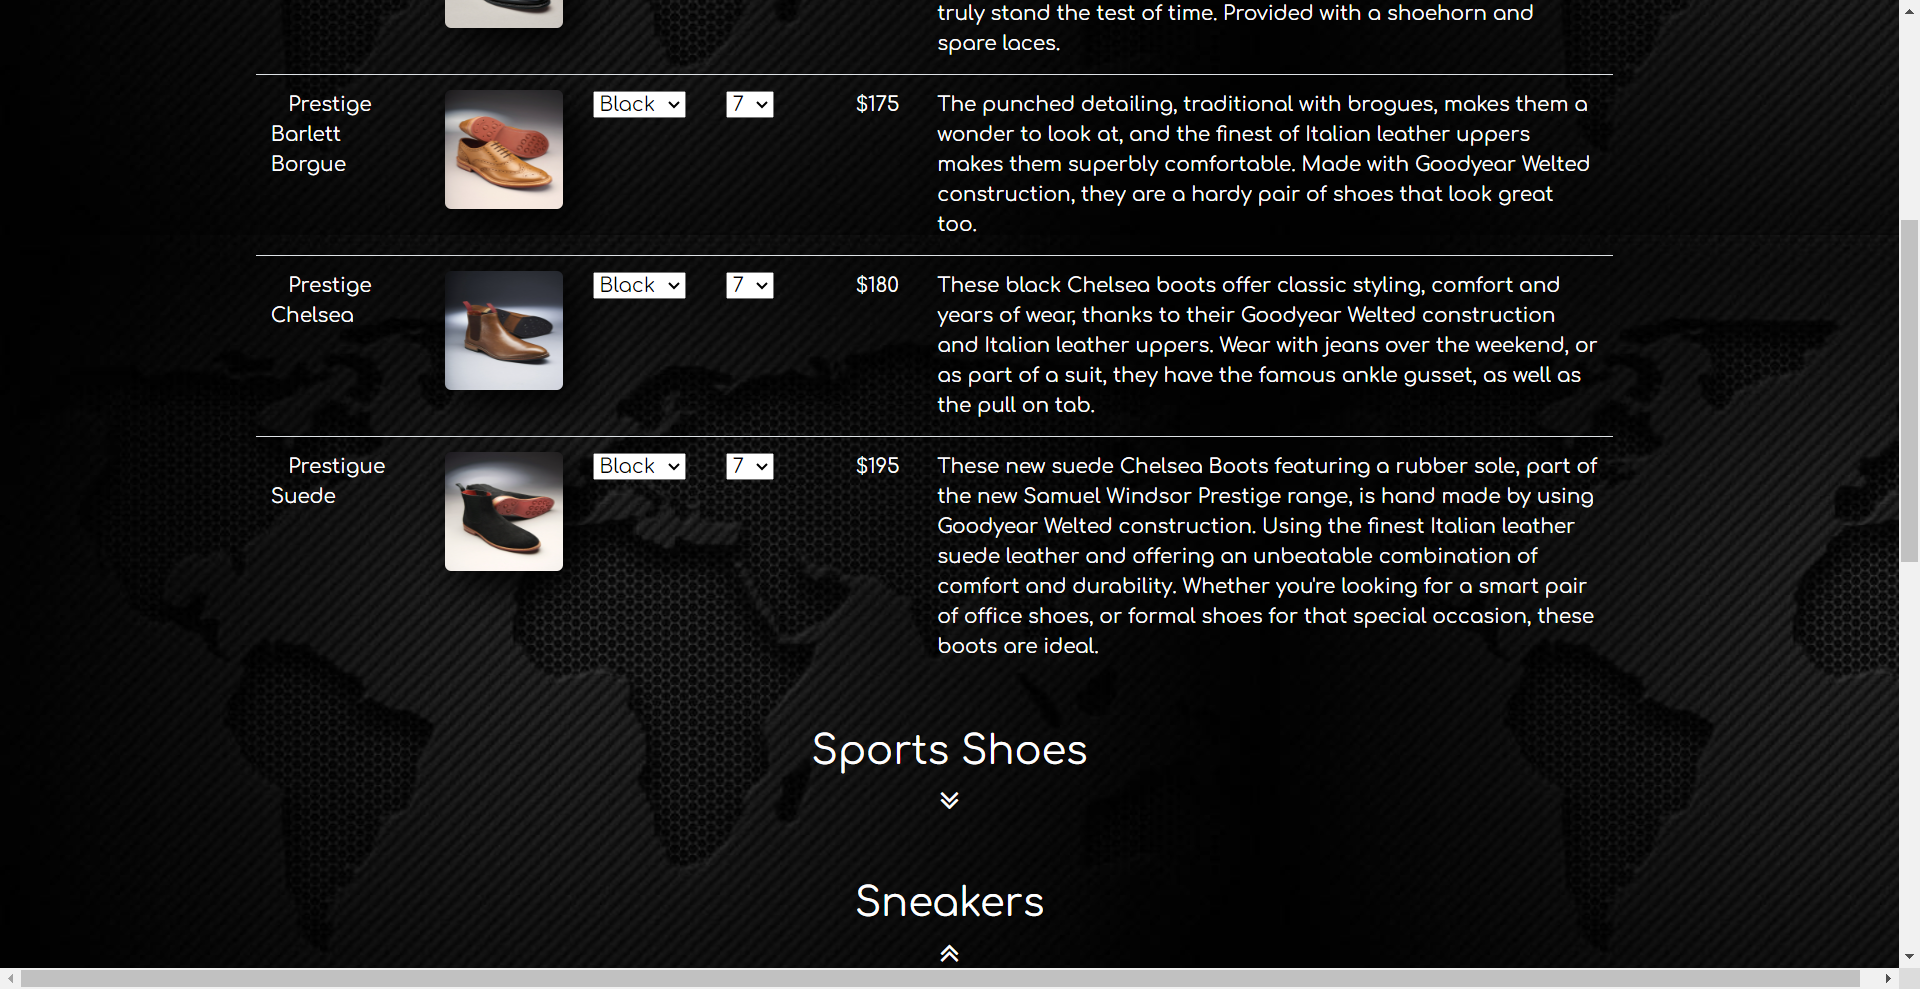 truly stand the test of time. Provided with a shoehorn and
spare laces.
Prestige
Barlett
Borgue
Black
7
$175
The punched detailing, traditional with brogues, makes them a
wonder to look at, and the finest of Italian leather uppers
makes them superbly comfortable. Made with Goodyear Welted
construction, they are a hardy pair of shoes that look great
too.
Prestige
Chelsea
Black
7
$180
These black Chelsea boots offer classic styling, comfort and
years of wear, thanks to their Goodyear Welted construction
and Italian leather uppers. Wear with jeans over the weekend, or
as part of a suit, they have the famous ankle gusset, as well as
the pull on tab.
Prestigue
Suede
Black
7
$195
These new suede Chelsea Boots featuring a rubber sole, part of
the new Samuel Windsor Prestige range, is hand made by using
Goodyear Welted construction. Using the finest Italian leather
suede leather and offering an unbeatable combination of
comfort and durability. Whether you're looking for a smart pair
of office shoes, or formal shoes for that special occasion, these
boots are ideal.
Sports Shoes
Sneakers